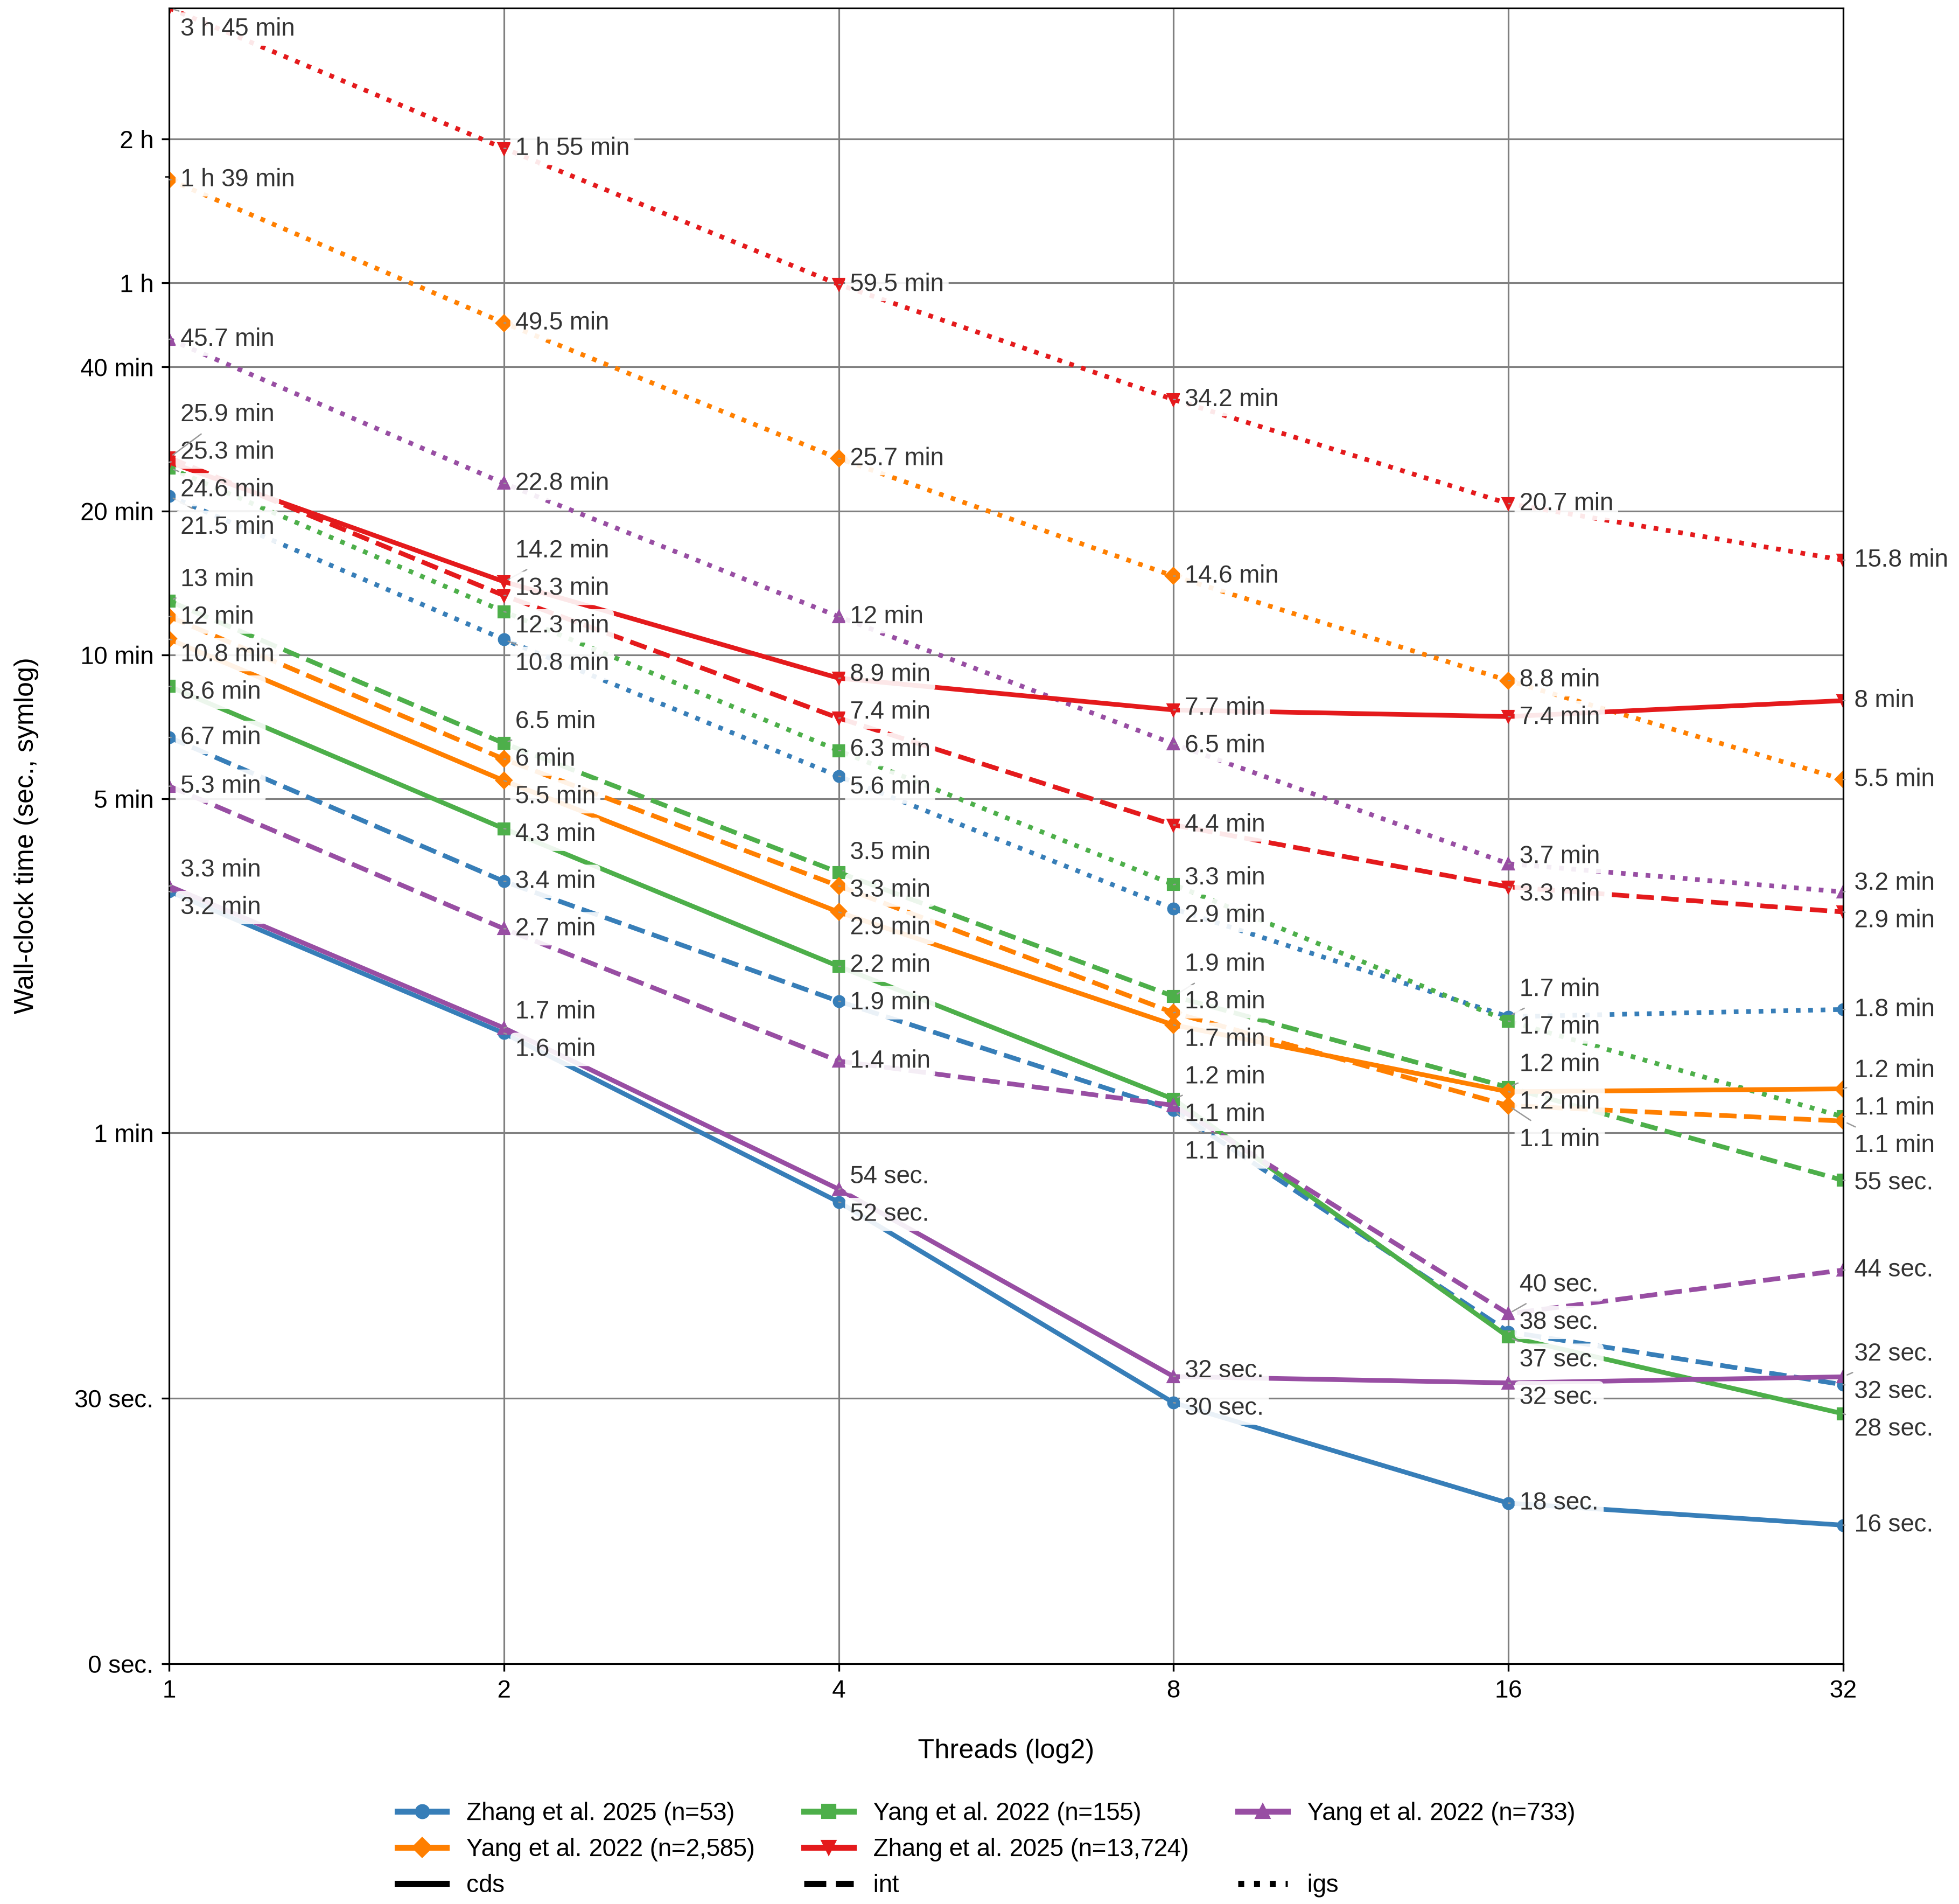 3 h 45 min
2 h
1 h 55 min
1 h 39 min
1 h
59.5 min
49.5 min
45.7 min
40 min
34.2 min
25.9 min
25.3 min
25.7 min
24.6 min
22.8 min
20 min
20.7 min
21.5 min
14.2 min
15.8 min
13 min
13.3 min
14.6 min
12 min
12.3 min
12 min
10 min
10.8 min
10.8 min
8.9 min
8.8 min
8.6 min
7.4 min
7.7 min
7.4 min
8 min
6.7 min
6.5 min
6.3 min
6.5 min
5.3 min
6 min
5.6 min
5.5 min
5 min
5.5 min
4.3 min
4.4 min
3.3 min
3.4 min
3.5 min
3.3 min
3.7 min
3.2 min
3.2 min
2.7 min
3.3 min
2.9 min
3.3 min
2.9 min
2.9 min
2.2 min
1.9 min
1.7 min
1.8 min
1.7 min
1.9 min
1.8 min
1.7 min
1.6 min
1.4 min
1.7 min
1.2 min
1.2 min
1.2 min
1.2 min
1.1 min
1 min
1.1 min
1.1 min
1.1 min
1.1 min
54 sec.
55 sec.
52 sec.
40 sec.
44 sec.
38 sec.
37 sec.
32 sec.
32 sec.
30 sec.
30 sec.
32 sec.
32 sec.
28 sec.
18 sec.
16 sec.
0 sec.
Wall-clock time (sec., symlog)
1 2 4 8 16 32
Threads (log2)
Zhang et al. 2025 (n=53) Yang et al. 2022 (n=155) Yang et al. 2022 (n=733)
Yang et al. 2022 (n=2,585) Zhang et al. 2025 (n=13,724)
cds int igs